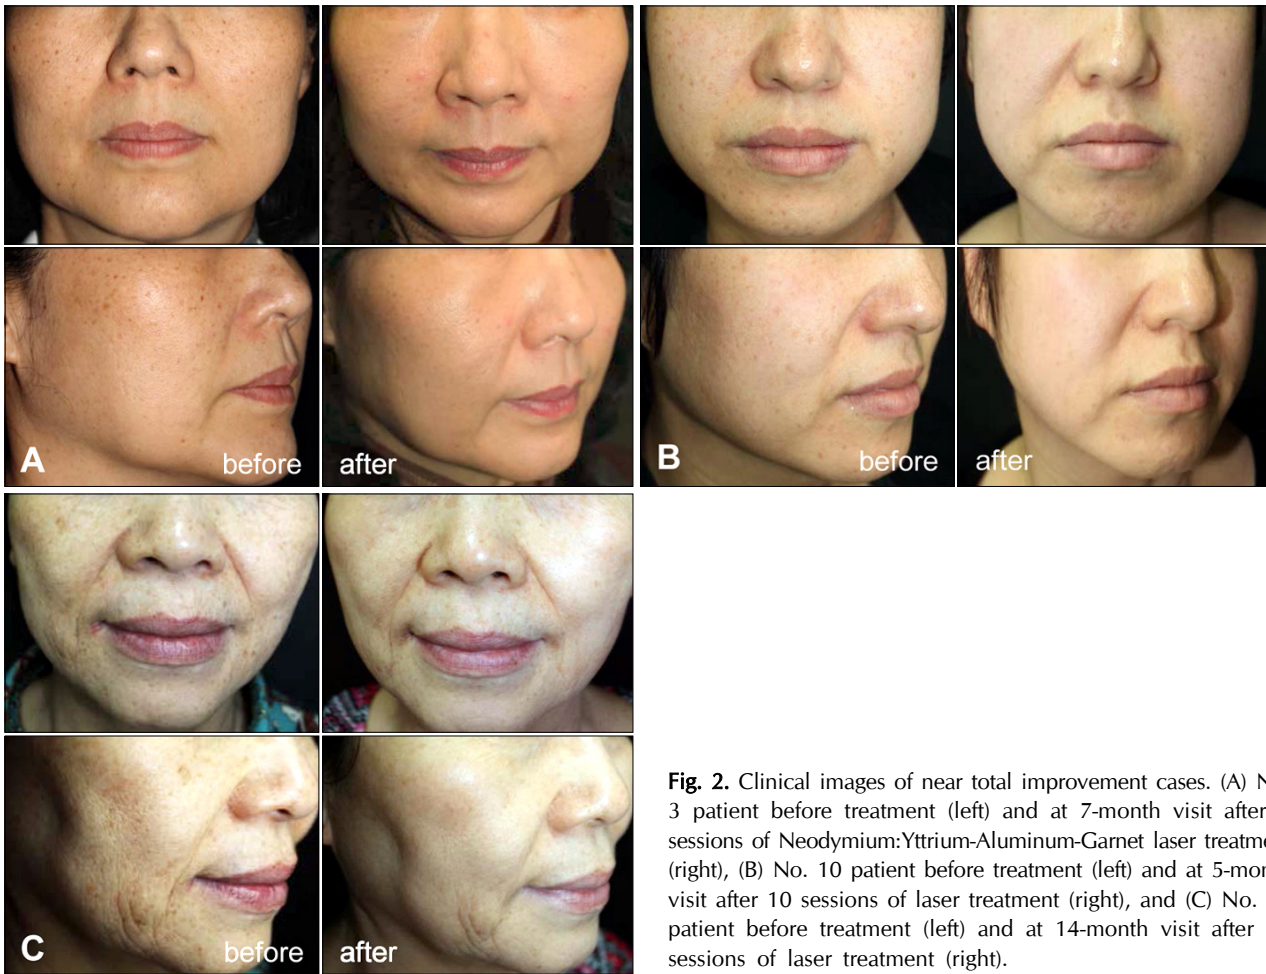 A
before
after
B
before
after
C
before
after
Fig. 2. Clinical images of near total improvement cases. (A)
3 patient before treatment (left) and at 7-month visit after
sessions of Neodymium:Yttrium-Aluminum-Garnet laser
(right), (B) No. 10 patient before treatment (left) and at
visit after 10 sessions of laser treatment (right), and (C) No.
patient before treatment (left) and at 14-month visit after
sessions of laser treatment (right).